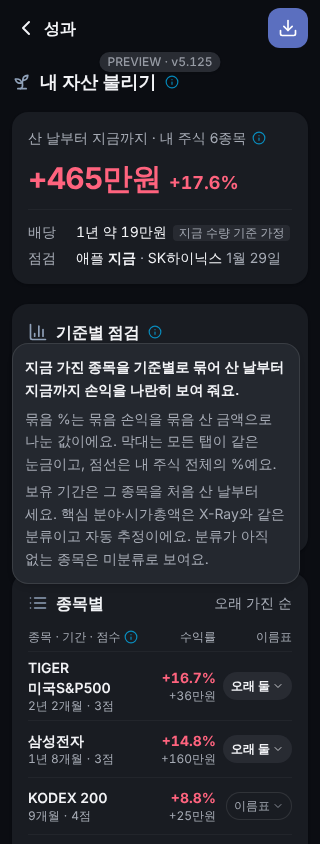 성과
PREVIEW · v5.125
내 자산 불리기
산 날부터 지금까지 · 내 주식 6종목
+465만원 +17.6%
배당 1년 약 19만원 지금 수량 기준 가정
점검 애플 지금 · SK하이닉스 1월 29일
기준별 점검
지금 가진 종목을 기준별로 묶어 산 날부터
지금까지 손익을 나란히 보여 줘요.
묶음 %는 묶음 손익을 묶음 산 금액으로
나눈 값이에요. 막대는 모든 탭이 같은
눈금이고, 점선은 내 주식 전체의 %예요.
보유 기간은 그 종목을 처음 산 날부터
세요. 핵심 분야·시가총액은 X-Ray와 같은
분류이고 자동 추정이에요. 분류가 아직
없는 종목은 미분류로 보여요.
종목별 오래 가진 순
종목 · 기간 · 점수 수익률 이름표
TIGER
미국S&P500 +16.7% 오래 둘
2년 2개월 · 3점 +36만원
삼성전자 +14.8% 오래 둘
1년 8개월 · 3점 +160만원
KODEX 200 +8.8% 이름표
9개월 · 4점 +25만원